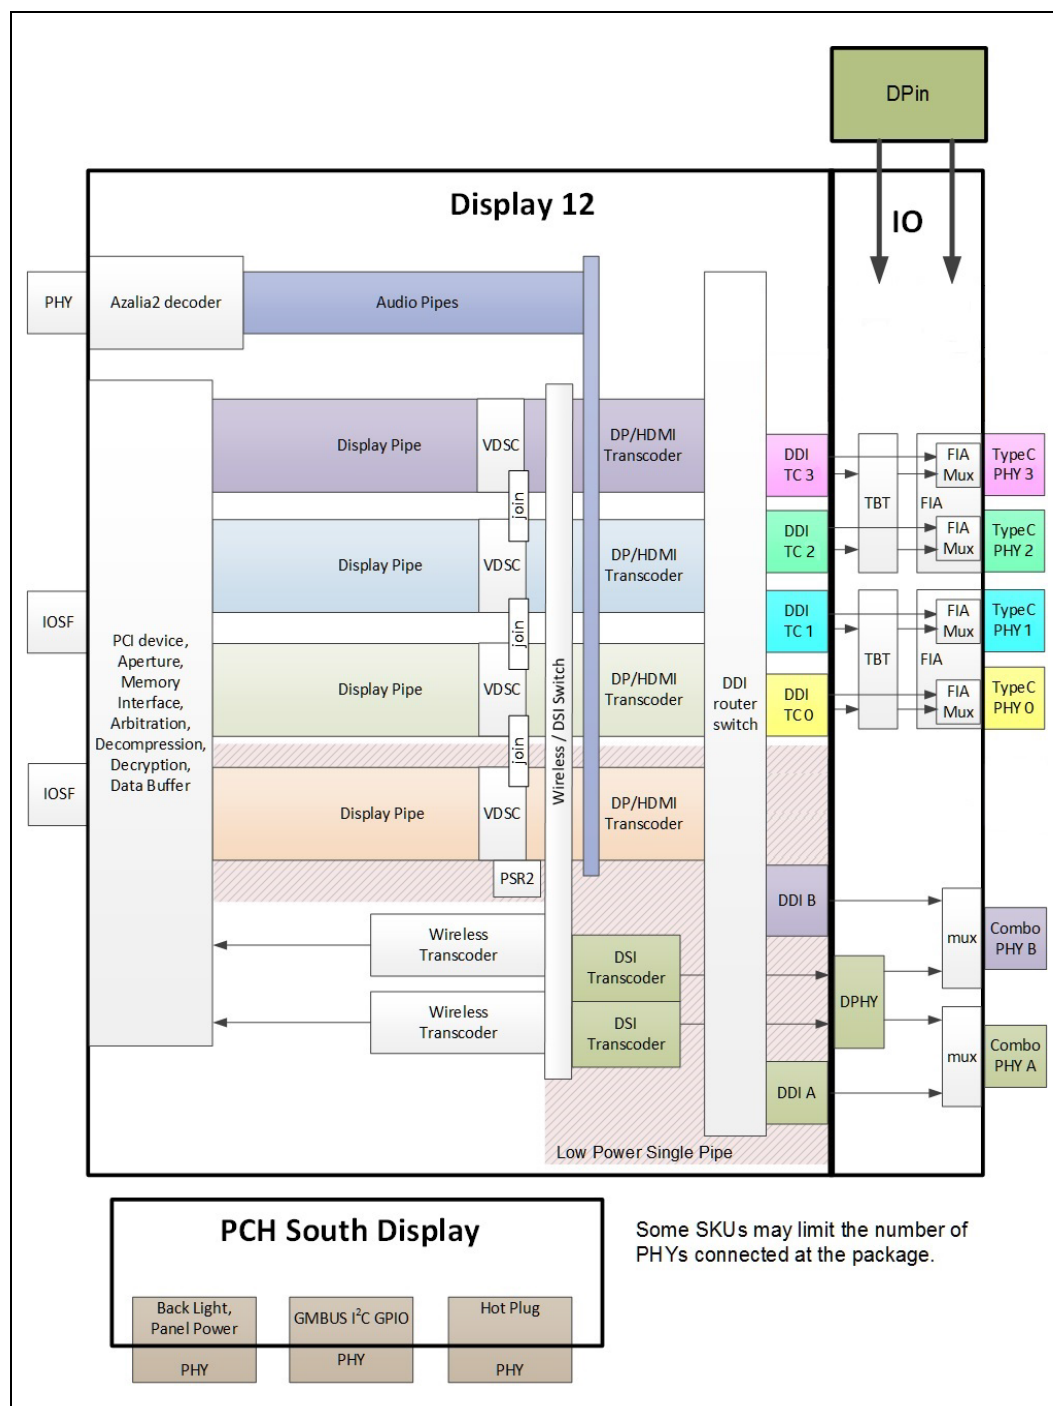 DPin
Display 12
IO
PHY
Azalia2 decoder
Audio Pipes
Display Pipe
VDSC
DP/HDMI
Transcoder
DDI
TC 3
TBT
FIA
Mux
FIA
TypeC
PHY 3
join
Display Pipe
VDSC
DP/HDMI
Transcoder
DDI
TC 2
FIA
Mux
TypeC
PHY 2
IOSF
join
DDI
TC 1
TBT
FIA
Mux
FIA
TypeC
PHY 1
PCI device,
Aperture,
Memory
Interface,
Arbitration,
Decompression,
Decryption,
Data Buffer
Display Pipe
VDSC
Wireless / DSI Switch
DP/HDMI
Transcoder
DDI
router
switch
DDI
TC 0
FIA
Mux
TypeC
PHY 0
join
IOSF
Display Pipe
VDSC
DP/HDMI
Transcoder
PSR2
DDI B
mux
Combo
PHY B
Wireless
Transcoder
DSI
Transcoder
DPHY
Wireless
Transcoder
DSI
Transcoder
mux
Combo
PHY A
DDI A
Low Power Single Pipe
PCH South Display
Some SKUs may limit the number of
PHYs connected at the package.
Back Light,
Panel Power
PHY
GMBUS I²C GPIO
PHY
Hot Plug
PHY